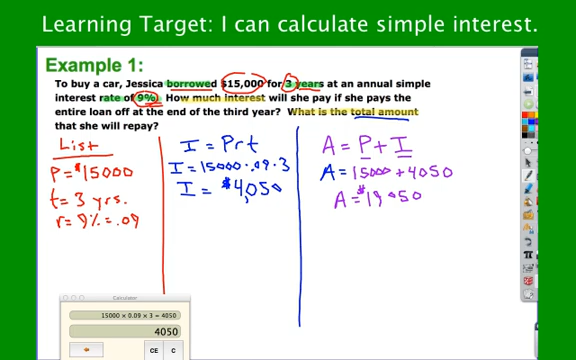 Learning Target: I can calculate simple interest.
Example 1:
To buy a car, Jessica borrowed $15,000 for 3 years at an annual simple
interest rate of 9%. How much interest will she pay if she pays the
entire loan off at the end of the third year? What is the total amount
that she will repay?
List
P = $15000
t = 3 yrs.
r = 9% = .09
I = Prt
I = 15000 · .09 · 3
I = $4,050
A = P + I
A = 15000 + 4050
A = $19050
Calculator
15000 × 0.09 × 3 = 4050
4050
CE C